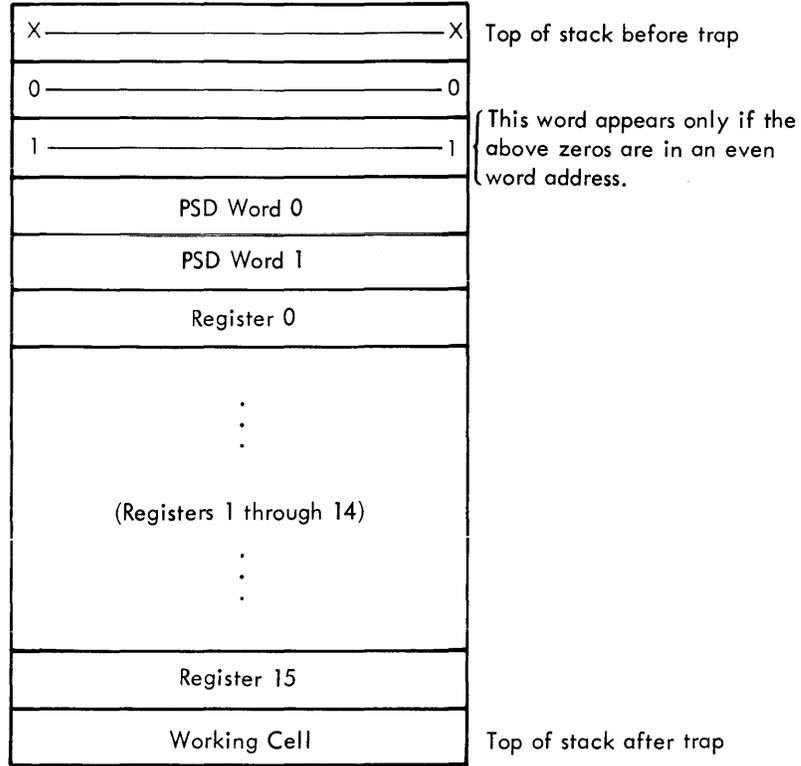 X X Top of stack before trap
0 0
This word appears only if the
1 1 above zeros are in an even
word address.
PSD Word 0
PSD Word 1
Register 0
(Registers 1 through 14)
Register 15
Working Cell Top of stack after trap